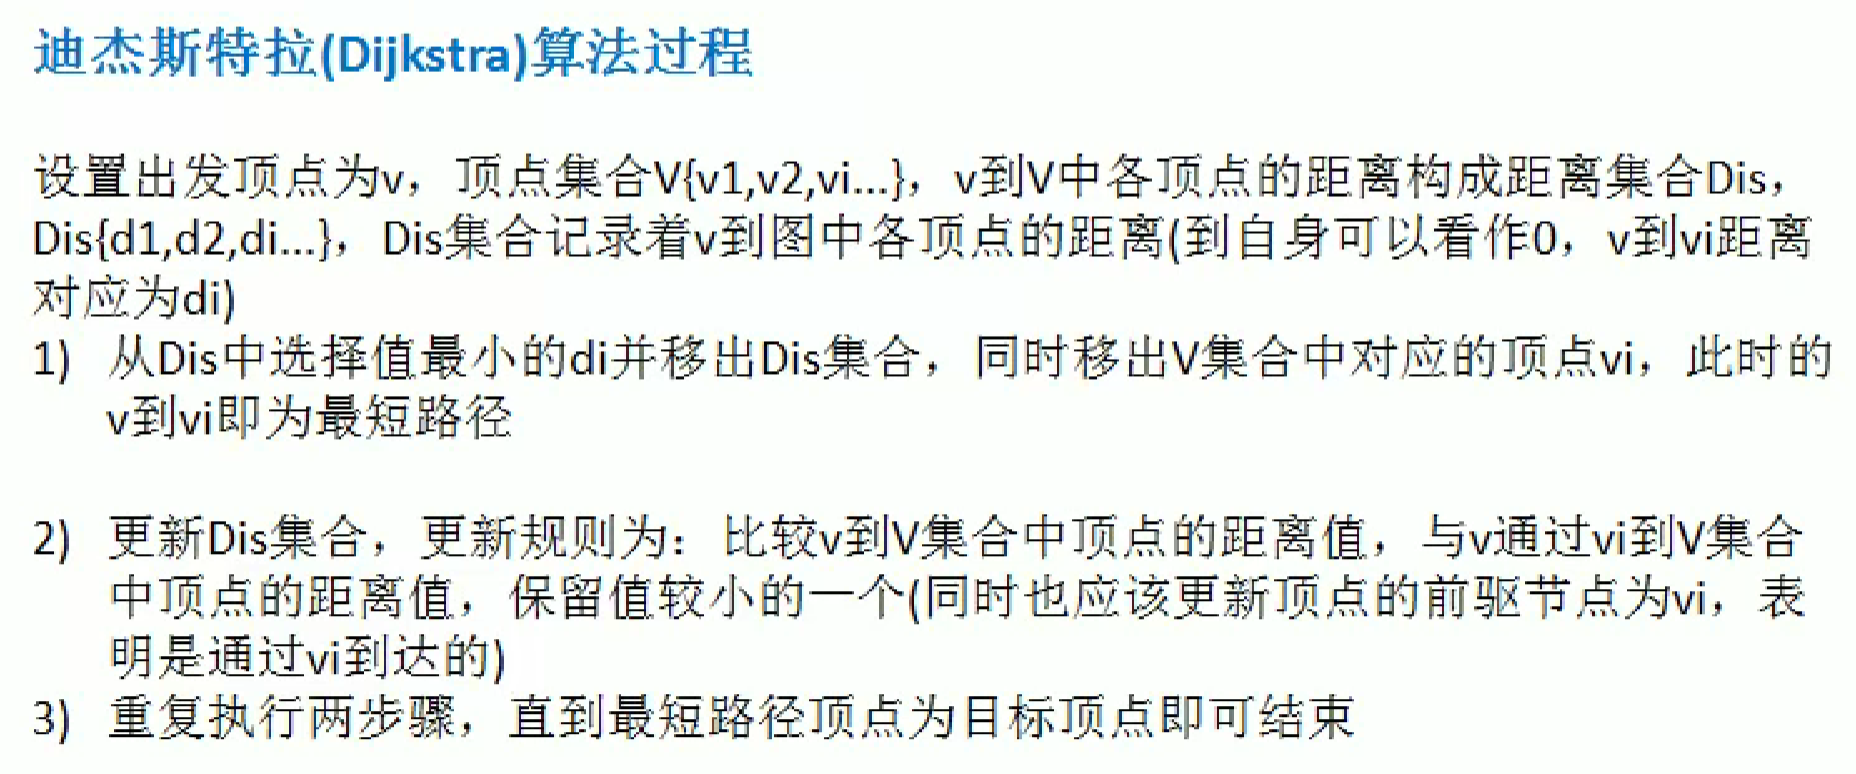 迪杰斯特拉(Dijkstra)算法过程
设置出发顶点为v，顶点集合V{v1,v2,vi...}，v到V中各顶点的距离构成距离集合Dis，
Dis{d1,d2,di...}，Dis集合记录着v到图中各顶点的距离(到自身可以看作0，v到vi距离
对应为di)
1) 从Dis中选择值最小的di并移出Dis集合，同时移出V集合中对应的顶点vi，此时的
v到vi即为最短路径
2) 更新Dis集合，更新规则为：比较v到V集合中顶点的距离值，与v通过vi到V集合
中顶点的距离值，保留值较小的一个(同时也应该更新顶点的前驱节点为vi，表
明是通过vi到达的)
3) 重复执行两步骤，直到最短路径顶点为目标顶点即可结束